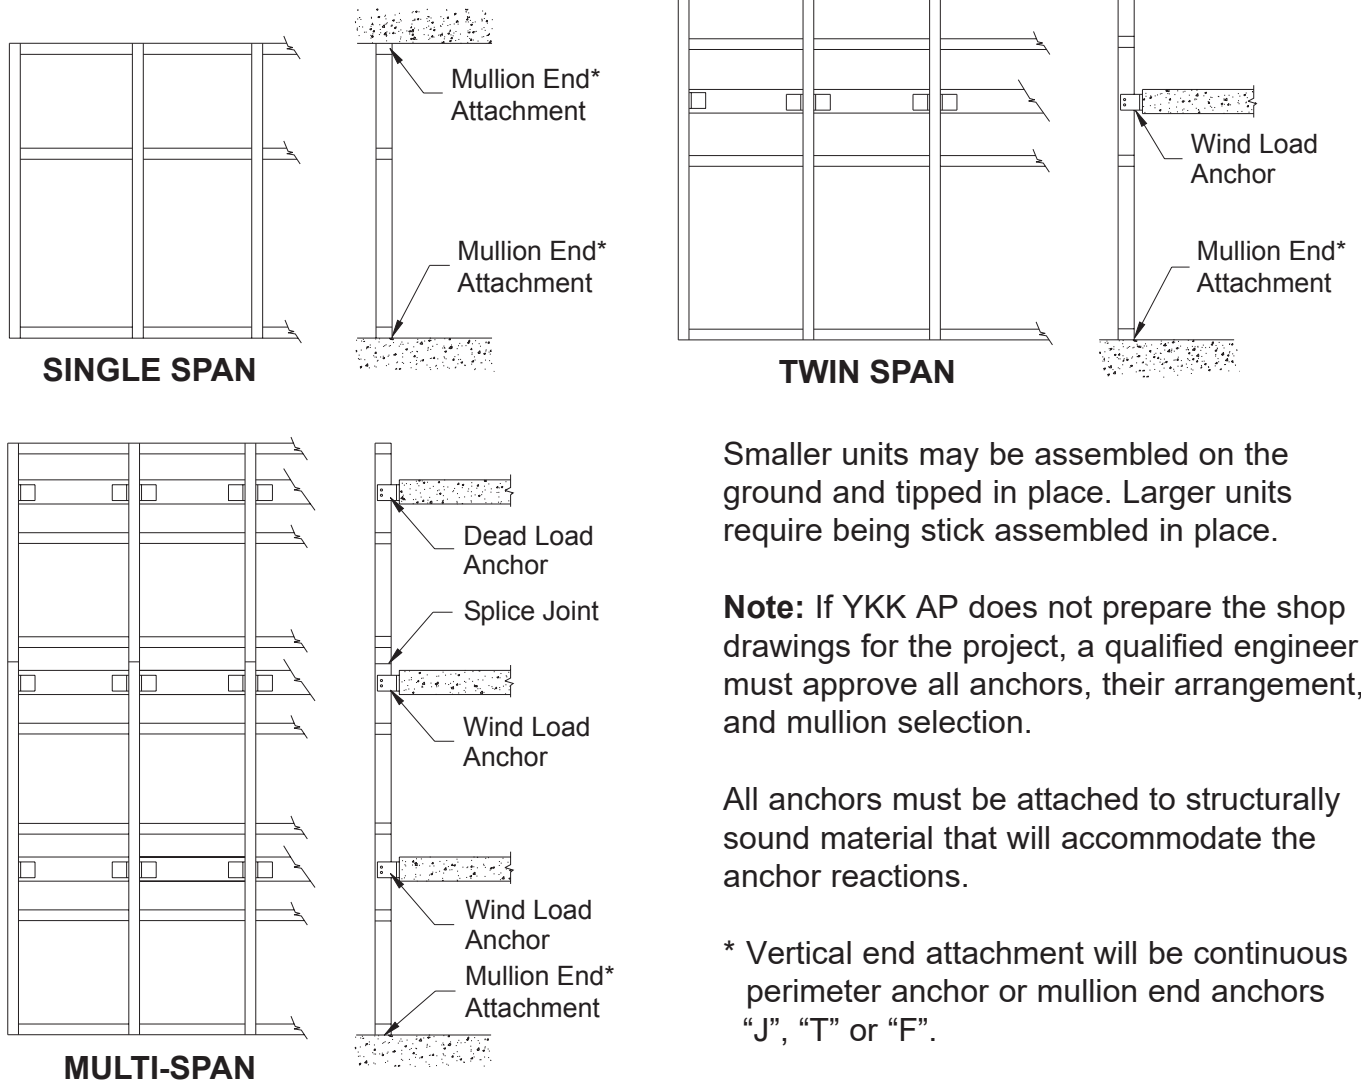 Mullion End*
Attachment
Mullion End*
Attachment
SINGLE SPAN
Wind Load
Anchor
Mullion End*
Attachment
TWIN SPAN
Dead Load
Anchor
Splice Joint
Wind Load
Anchor
Wind Load
Anchor
Mullion End*
Attachment
MULTI-SPAN
Smaller units may be assembled on the
ground and tipped in place. Larger units
require being stick assembled in place.
Note: If YKK AP does not prepare the shop
drawings for the project, a qualified engineer
must approve all anchors, their arrangement,
and mullion selection.
All anchors must be attached to structurally
sound material that will accommodate the
anchor reactions.
* Vertical end attachment will be continuous
perimeter anchor or mullion end anchors
“J”, “T” or “F”.